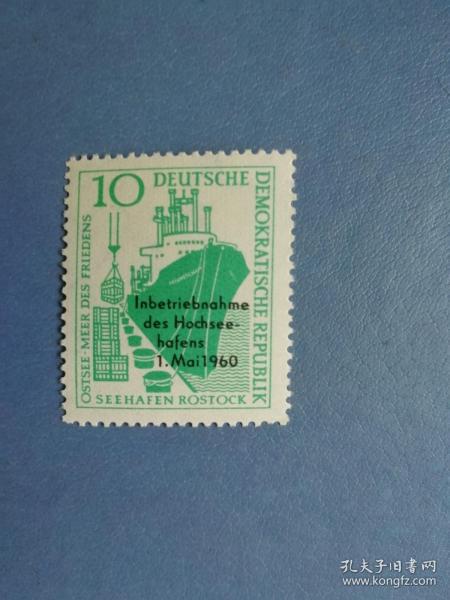 10 DEUTSCHE
DEMOKRATISCHE REPUBLIK
OSTSEE-MEER DES FRIEDENS
Inbetriebnahme
des Hochsee-
hafens
1. Mai 1960
SEEHAFEN ROSTOCK
孔夫子旧书网
www.kongfz.com